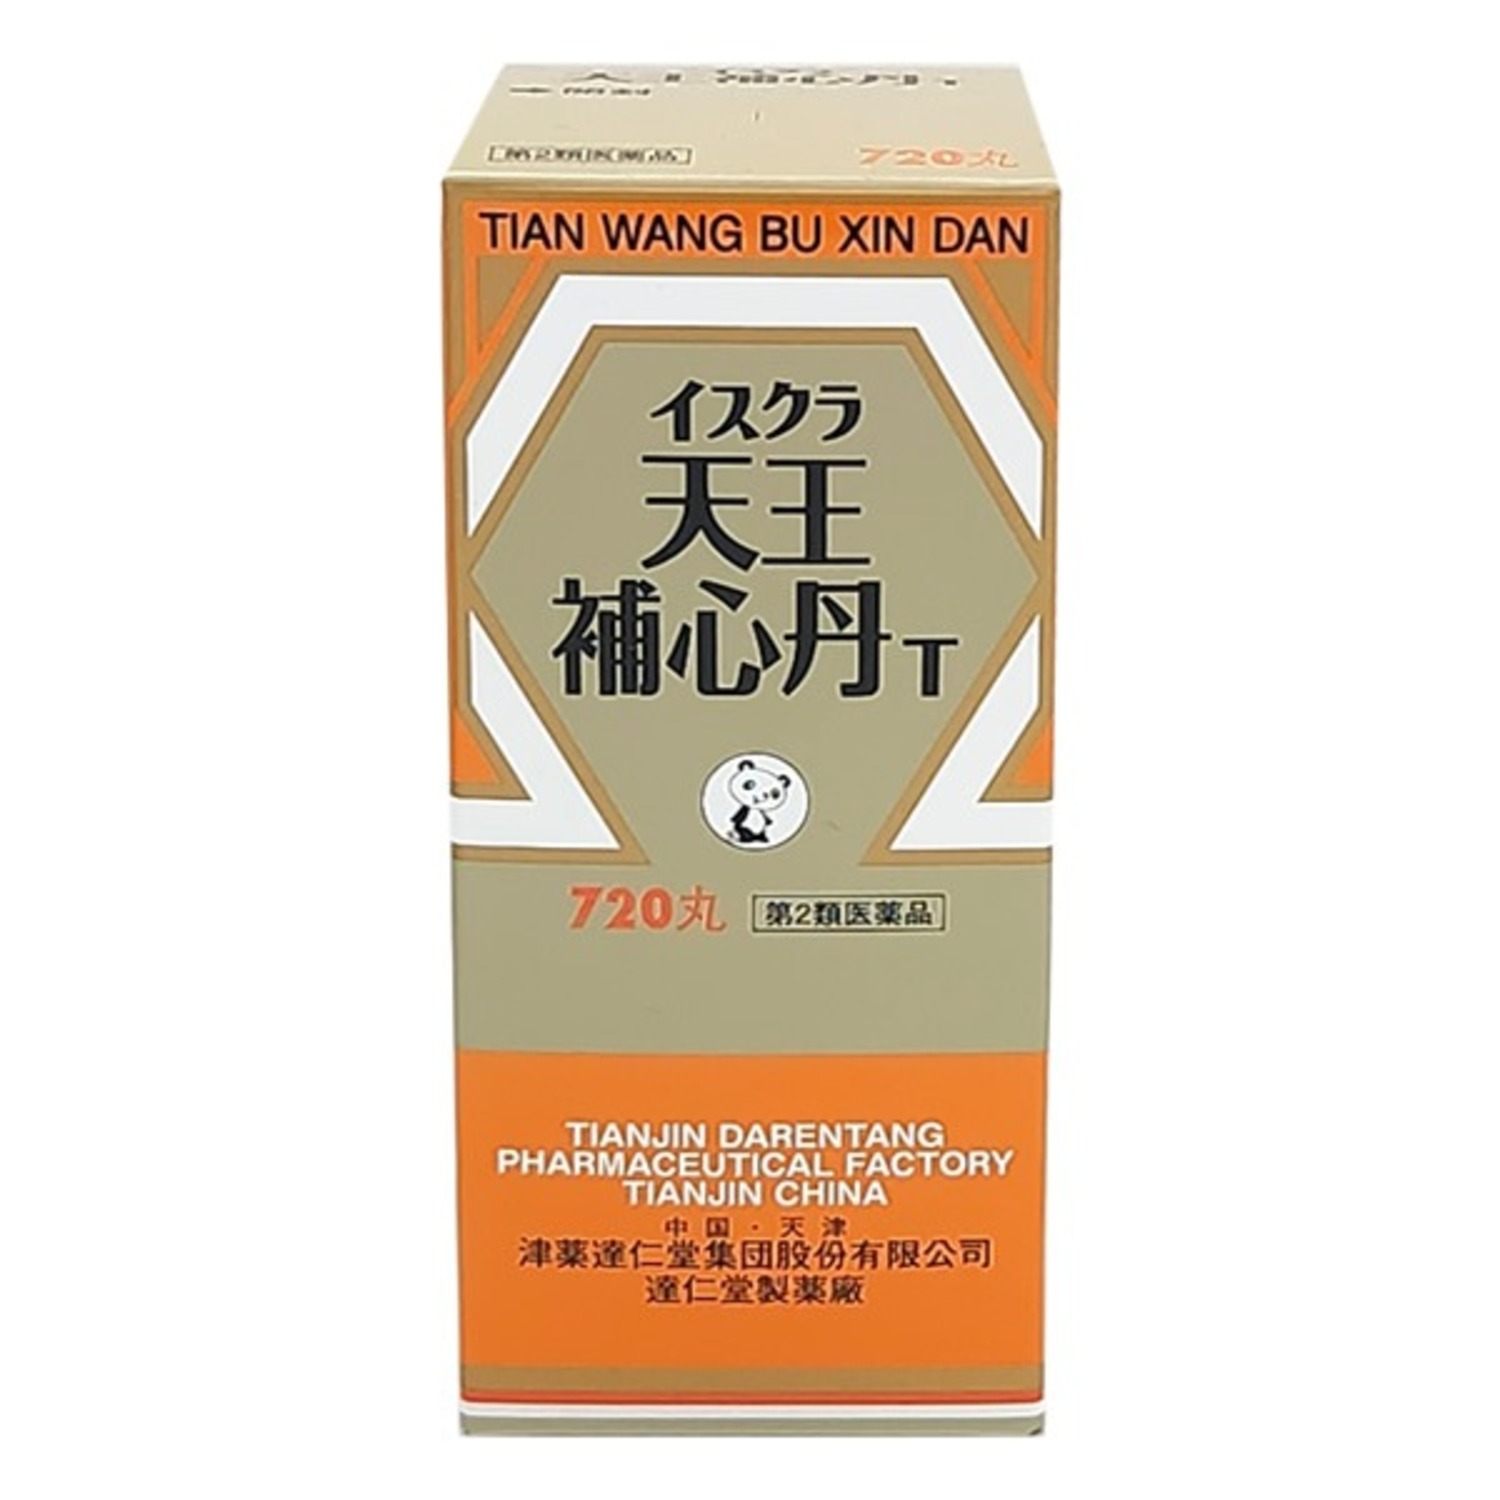 第2類医薬品
720丸
TIAN WANG BU XIN DAN
イスクラ
天王
補心丹T
720丸 第2類医薬品
TIANJIN DARENTANG
PHARMACEUTICAL FACTORY
TIANJIN CHINA
中国・天津
津薬達仁堂集団股份有限公司
達仁堂製薬廠